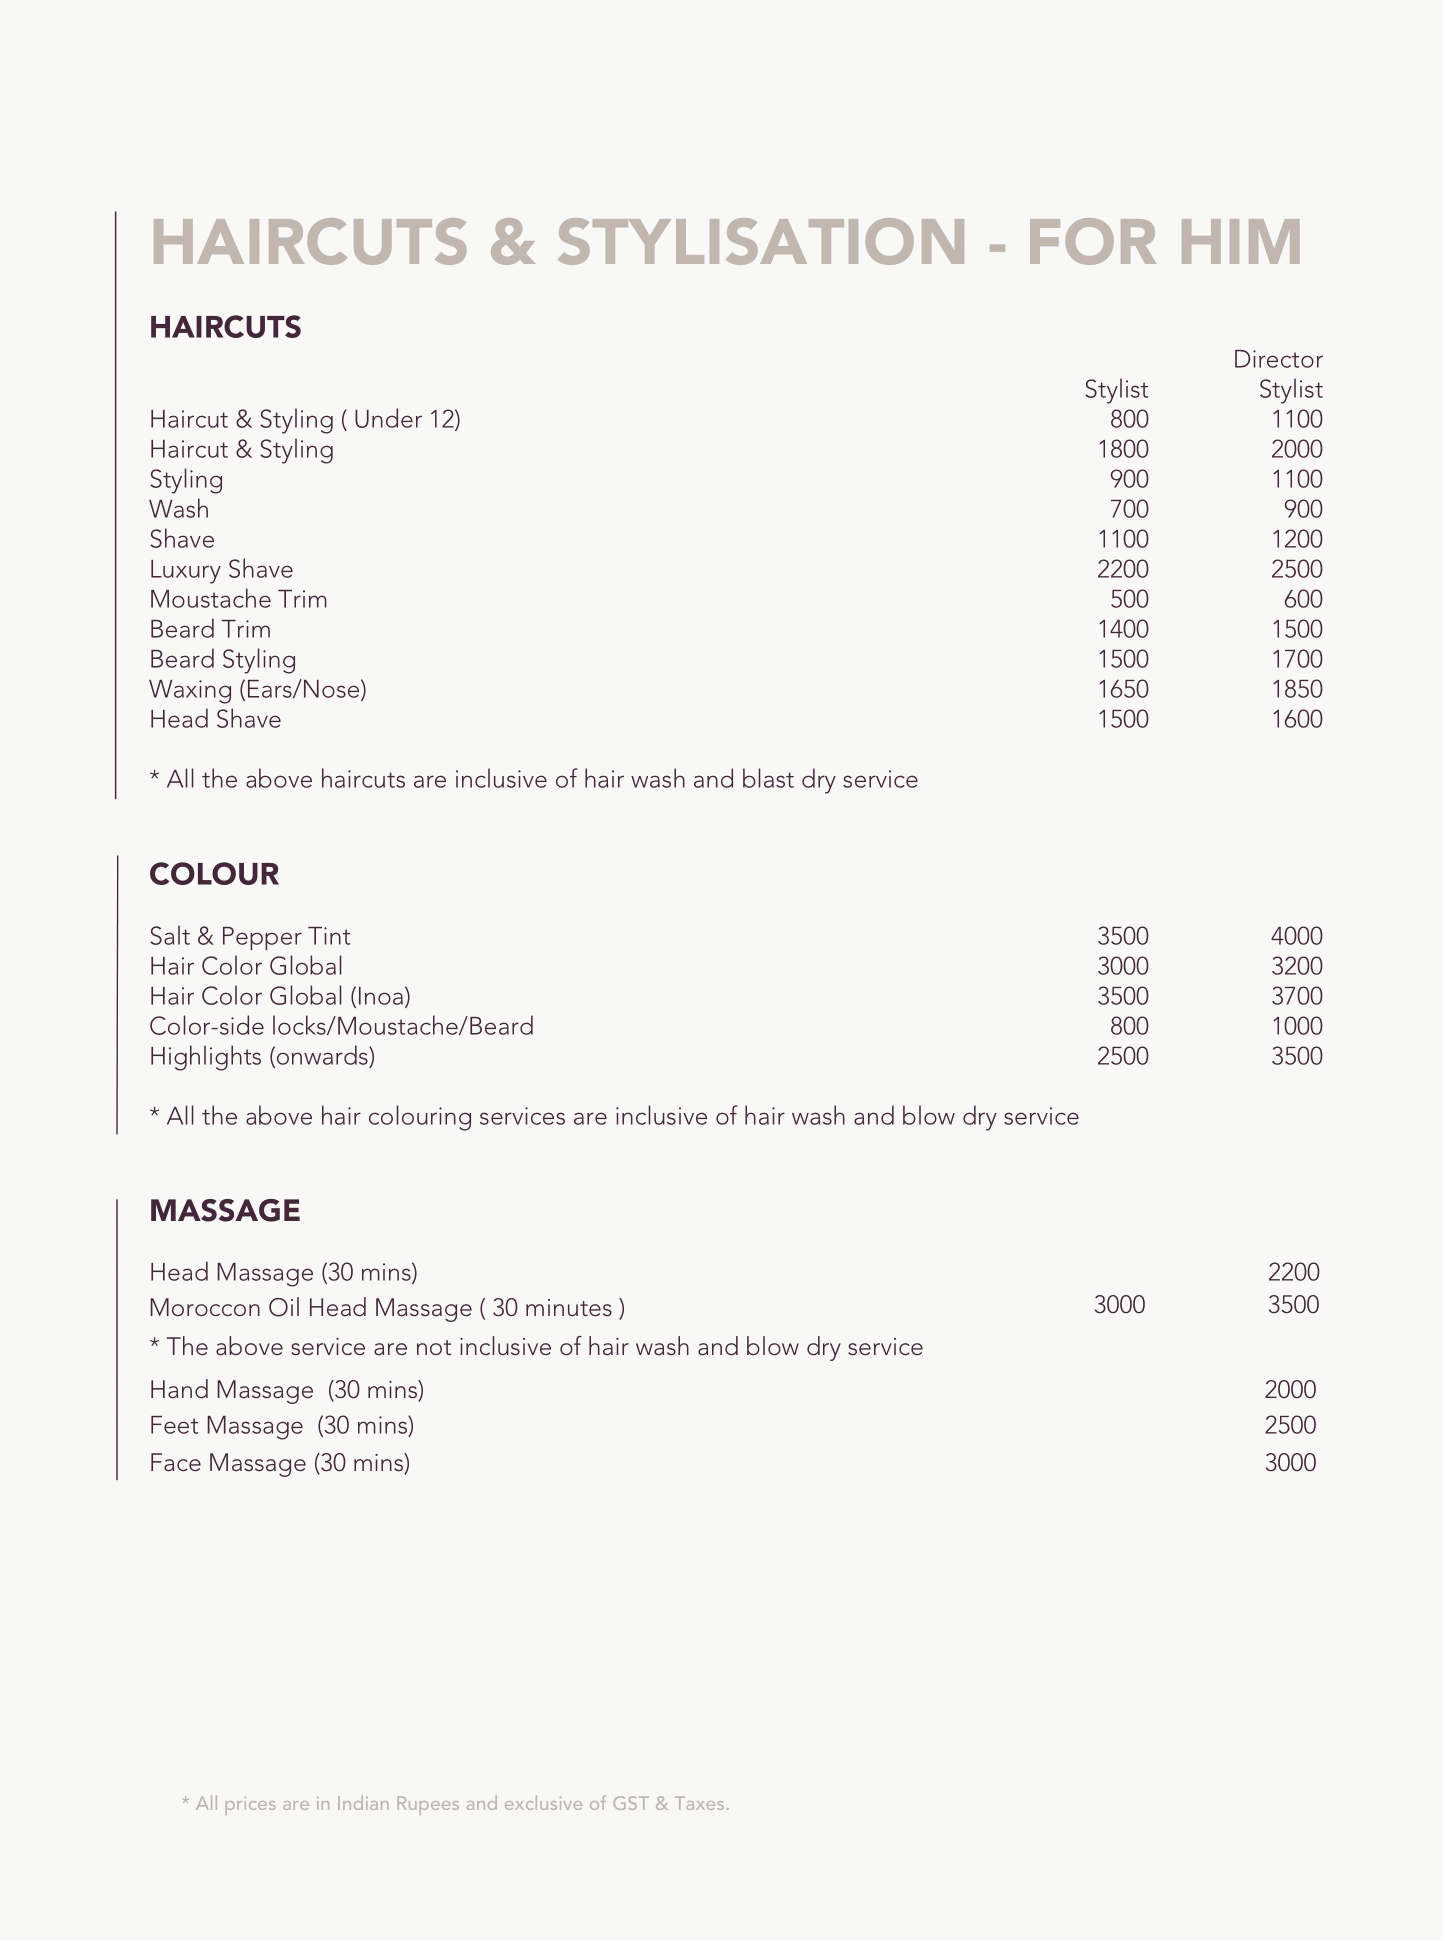 HAIRCUTS & STYLISATION - FOR HIM
HAIRCUTS
Director
Stylist Stylist
Haircut & Styling ( Under 12) 800 1100
Haircut & Styling 1800 2000
Styling 900 1100
Wash 700 900
Shave 1100 1200
Luxury Shave 2200 2500
Moustache Trim 500 600
Beard Trim 1400 1500
Beard Styling 1500 1700
Waxing (Ears/Nose) 1650 1850
Head Shave 1500 1600
* All the above haircuts are inclusive of hair wash and blast dry service
COLOUR
Salt & Pepper Tint 3500 4000
Hair Color Global 3000 3200
Hair Color Global (Inoa) 3500 3700
Color-side locks/Moustache/Beard 800 1000
Highlights (onwards) 2500 3500
* All the above hair colouring services are inclusive of hair wash and blow dry service
MASSAGE
Head Massage (30 mins) 2200
Moroccon Oil Head Massage ( 30 minutes ) 3000 3500
* The above service are not inclusive of hair wash and blow dry service
Hand Massage  (30 mins) 2000
Feet Massage  (30 mins) 2500
Face Massage (30 mins) 3000
* All prices are in Indian Rupees and exclusive of GST & Taxes.